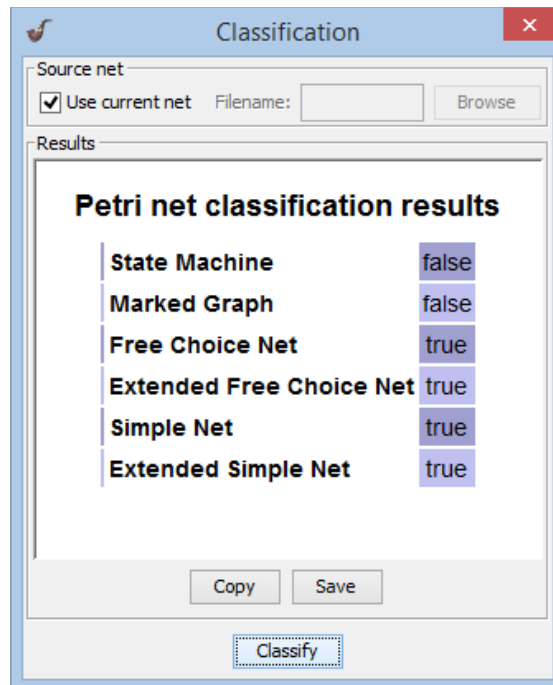 Classification
Source net
Use current net Filename: Browse
Results
Petri net classification results
State Machine false
Marked Graph false
Free Choice Net true
Extended Free Choice Net true
Simple Net true
Extended Simple Net true
Copy Save
Classify